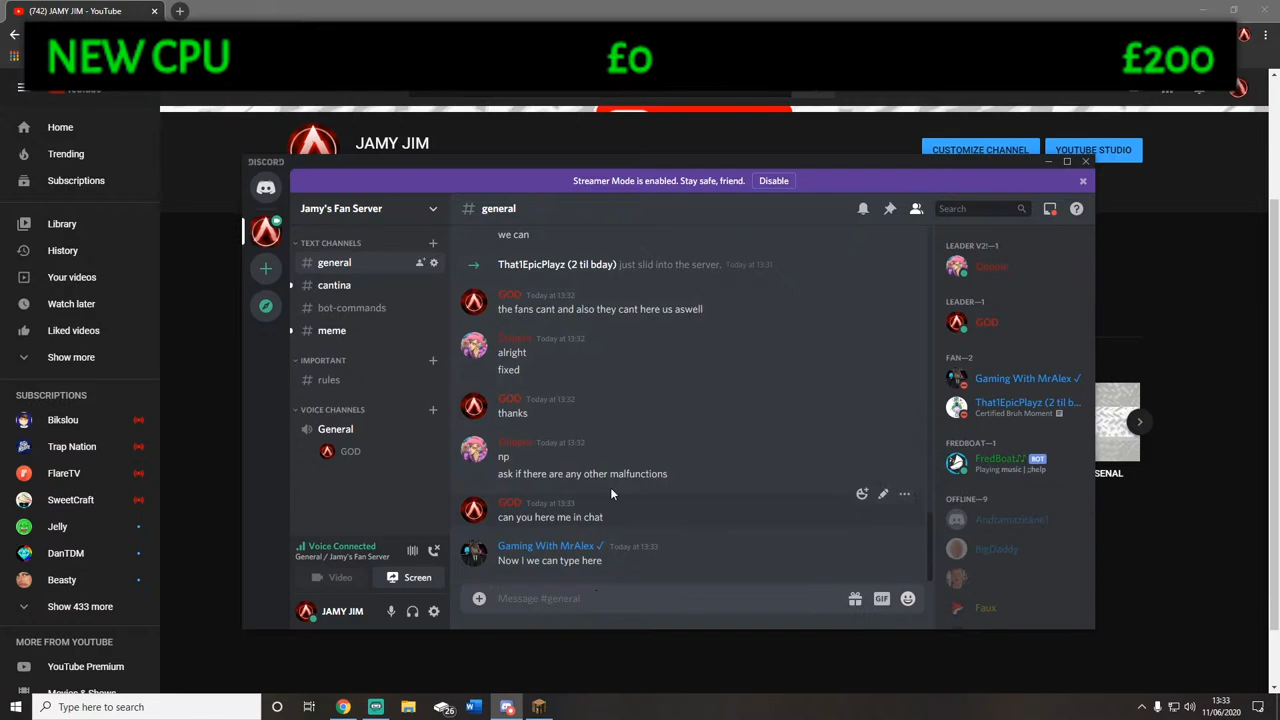 (742) JAMY JIM - YouTube
NEW CPU £0 £200
Home
Trending
Subscriptions
Library
History
Your videos
Watch later
Liked videos
Show more
SUBSCRIPTIONS
Bikslou
Trap Nation
FlareTV
SweetCraft
Jelly
DanTDM
Beasty
Show 433 more
MORE FROM YOUTUBE
YouTube Premium
JAMY JIM
CUSTOMIZE CHANNEL
YOUTUBE STUDIO
DISCORD
Streamer Mode is enabled. Stay safe, friend. Disable
Jamy's Fan Server
# general
Search
TEXT CHANNELS
# general
# cantina
# bot-commands
# meme
IMPORTANT
# rules
VOICE CHANNELS
General
GOD
Voice Connected
General / Jamy's Fan Server
Video
Screen
JAMY JIM
we can
That1EpicPlayz (2 til bday) just slid into the server. Today at 13:31
GOD Today at 13:32
the fans cant and also they cant here us aswell
Today at 13:32
alright
fixed
GOD Today at 13:32
thanks
Today at 13:32
np
ask if there are any other malfunctions
GOD Today at 13:33
can you here me in chat
Gaming With MrAlex ✓ Today at 13:33
Now I we can type here
Message #general
GIF
LEADER V2!—1
LEADER—1
GOD
FAN—2
Gaming With MrAlex ✓
That1EpicPlayz (2 til b...
Certified Bruh Moment
FREDBOAT—1
FredBoat♪♪ BOT
Playing music | ;;help
OFFLINE—9
BigDaddy
Faux
Type here to search
26
13:33
11/06/2020